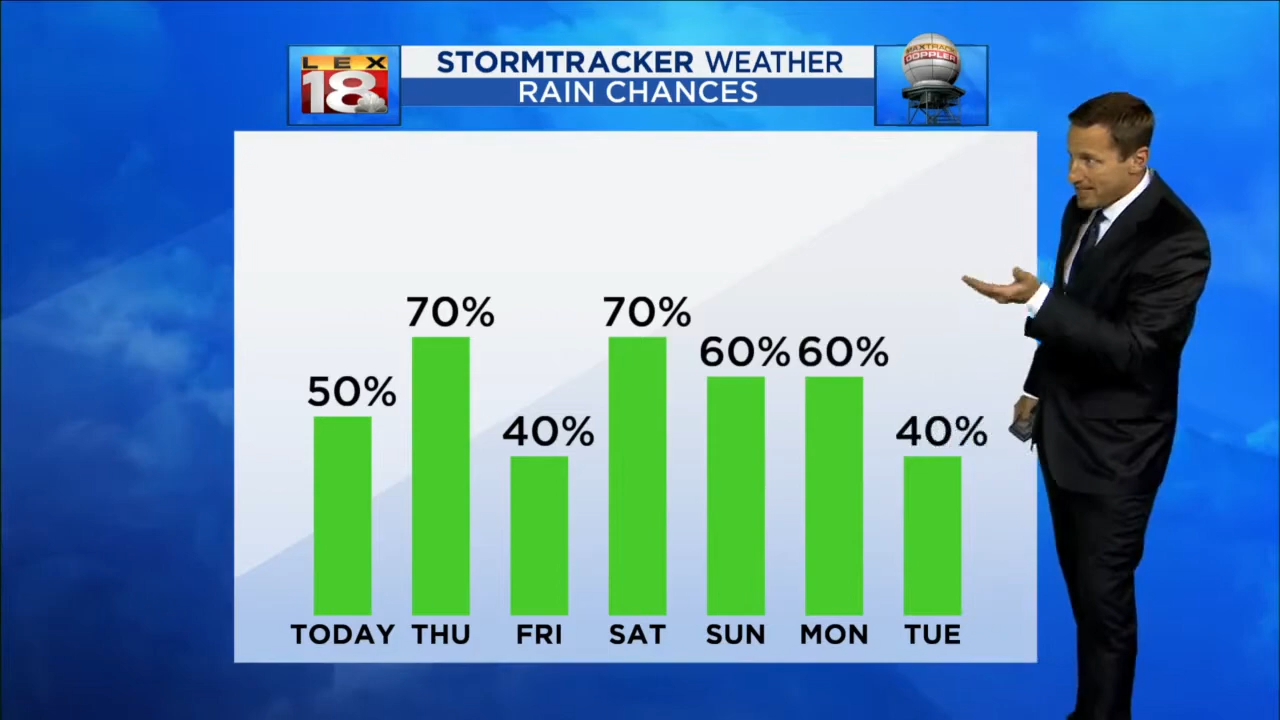 LEX
18
STORMTRACKER WEATHER
RAIN CHANCES
MAXTRACK
DOPPLER
50% 70% 40% 70% 60% 60% 40%
TODAY THU FRI SAT SUN MON TUE